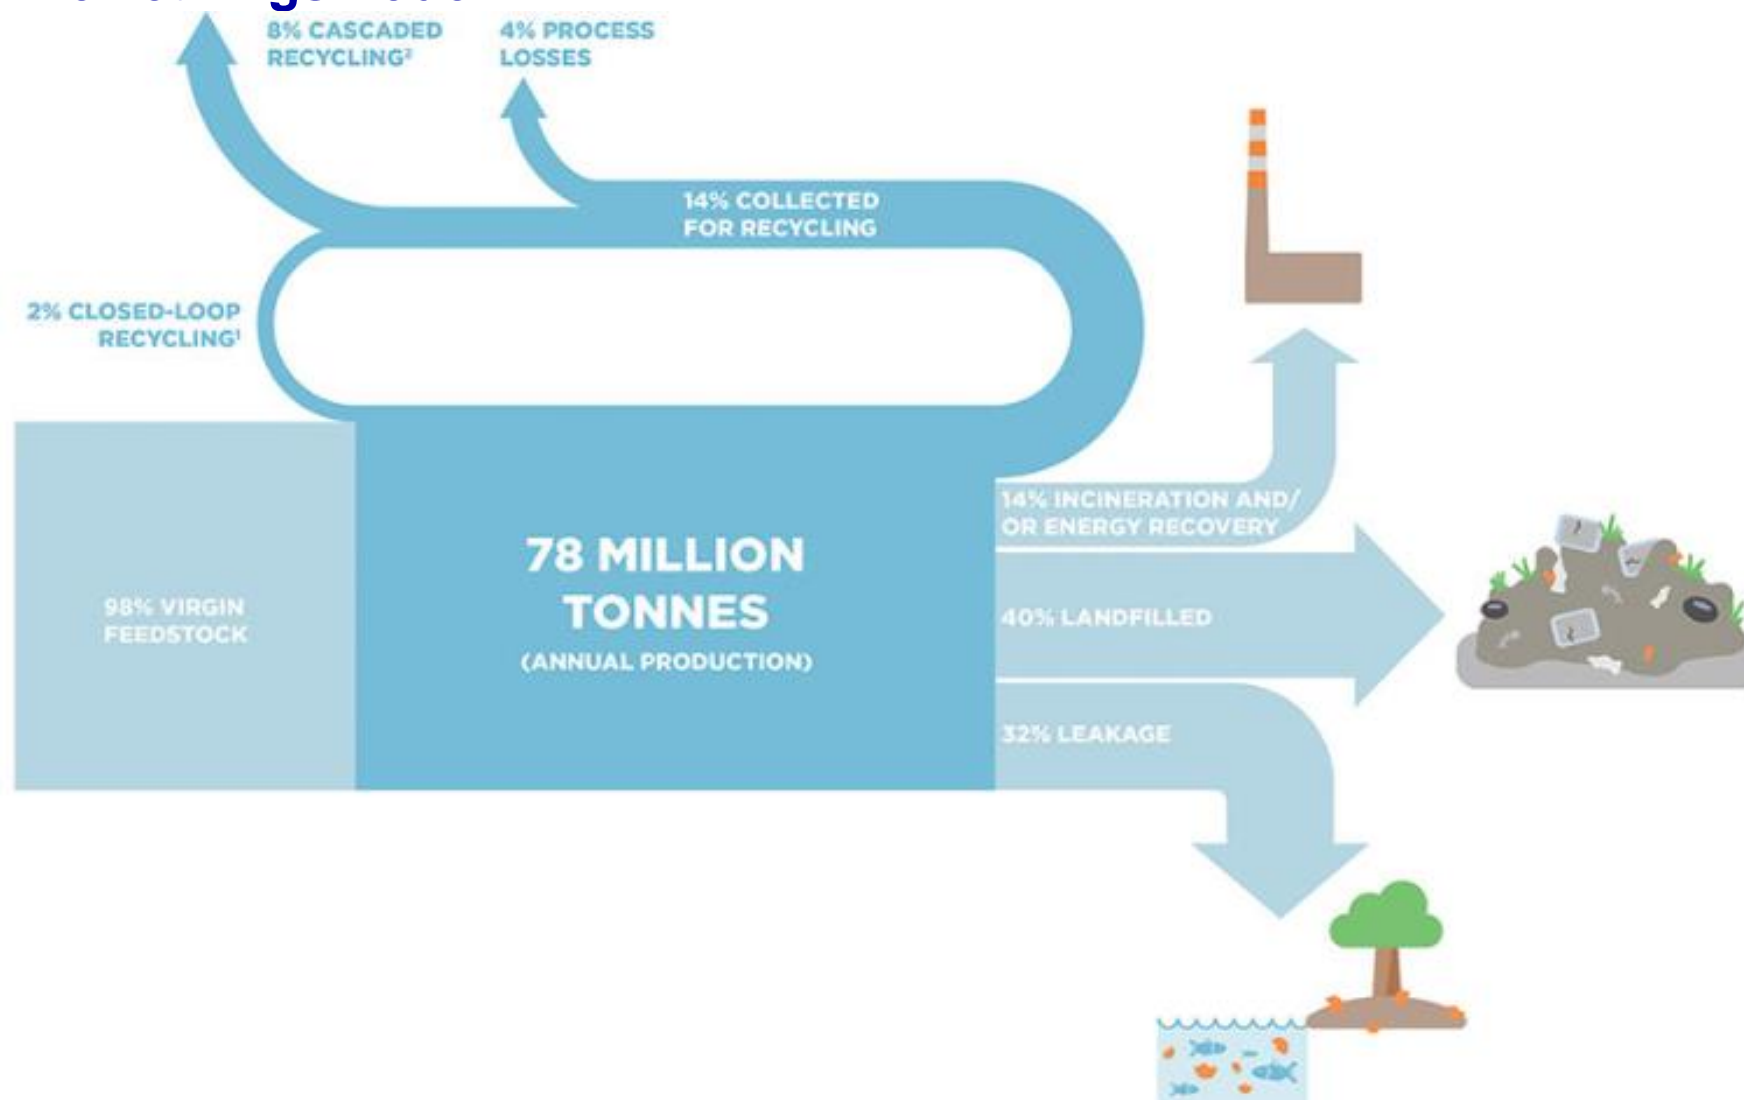 8% CASCADED
RECYCLING²
4% PROCESS
LOSSES
14% COLLECTED
FOR RECYCLING
2% CLOSED-LOOP
RECYCLING¹
98% VIRGIN
FEEDSTOCK
78 MILLION
TONNES
(ANNUAL PRODUCTION)
14% INCINERATION AND/
OR ENERGY RECOVERY
40% LANDFILLED
32% LEAKAGE